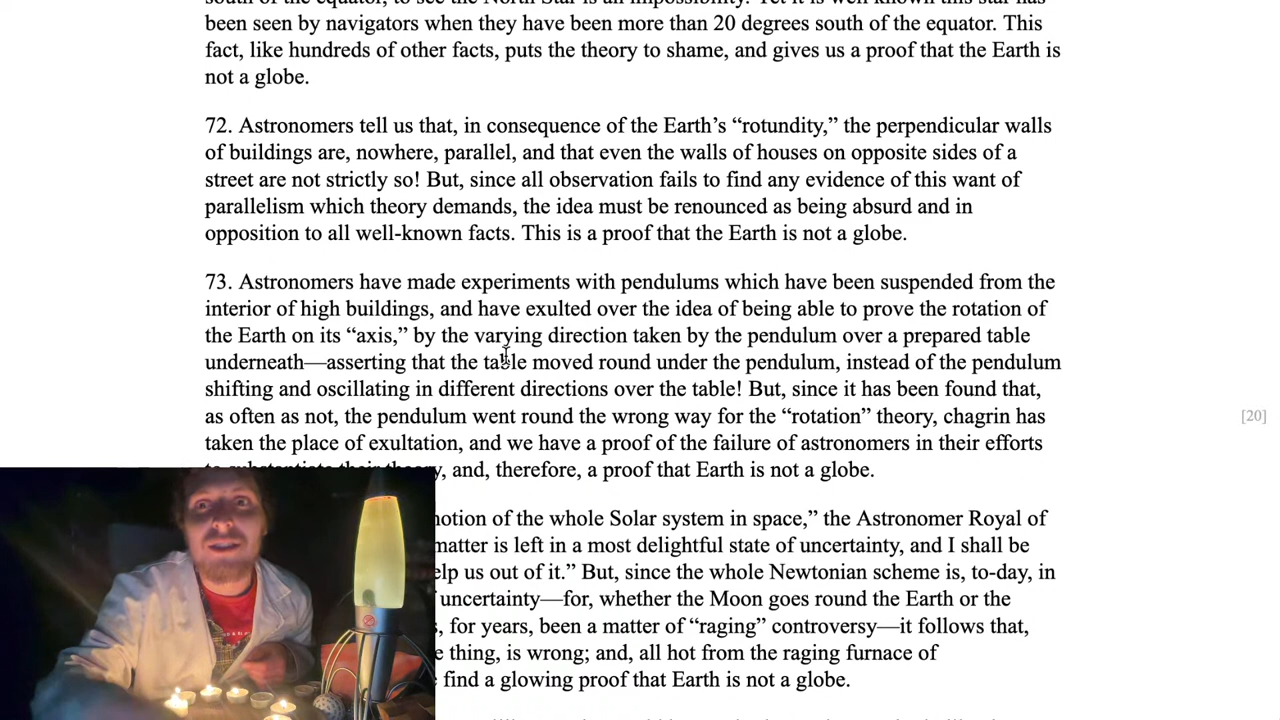 south of the equator, to see the North Star is an impossibility. Yet it is well known this star has
been seen by navigators when they have been more than 20 degrees south of the equator. This
fact, like hundreds of other facts, puts the theory to shame, and gives us a proof that the Earth is
not a globe.
72. Astronomers tell us that, in consequence of the Earth’s “rotundity,” the perpendicular walls
of buildings are, nowhere, parallel, and that even the walls of houses on opposite sides of a
street are not strictly so! But, since all observation fails to find any evidence of this want of
parallelism which theory demands, the idea must be renounced as being absurd and in
opposition to all well-known facts. This is a proof that the Earth is not a globe.
73. Astronomers have made experiments with pendulums which have been suspended from the
interior of high buildings, and have exulted over the idea of being able to prove the rotation of
the Earth on its “axis,” by the varying direction taken by the pendulum over a prepared table
underneath—asserting that the table moved round under the pendulum, instead of the pendulum
shifting and oscillating in different directions over the table! But, since it has been found that,
as often as not, the pendulum went round the wrong way for the “rotation” theory, chagrin has
[20]
taken the place of exultation, and we have a proof of the failure of astronomers in their efforts
to substantiate their theory, and, therefore, a proof that Earth is not a globe.
motion of the whole Solar system in space,” the Astronomer Royal of
matter is left in a most delightful state of uncertainty, and I shall be
help us out of it.” But, since the whole Newtonian scheme is, to-day, in
uncertainty—for, whether the Moon goes round the Earth or the
for years, been a matter of “raging” controversy—it follows that,
thing, is wrong; and, all hot from the raging furnace of
find a glowing proof that Earth is not a globe.